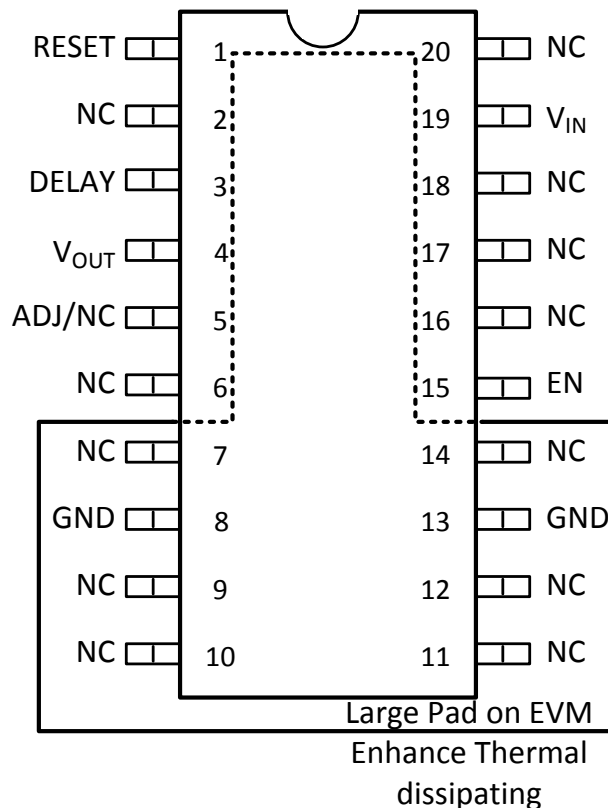 RESET 1 20 NC
NC 2 19 VIN
DELAY 3 18 NC
VOUT 4 17 NC
ADJ/NC 5 16 NC
NC 6 15 EN
NC 7 14 NC
GND 8 13 GND
NC 9 12 NC
NC 10 11 NC
Large Pad on EVM
Enhance Thermal
dissipating